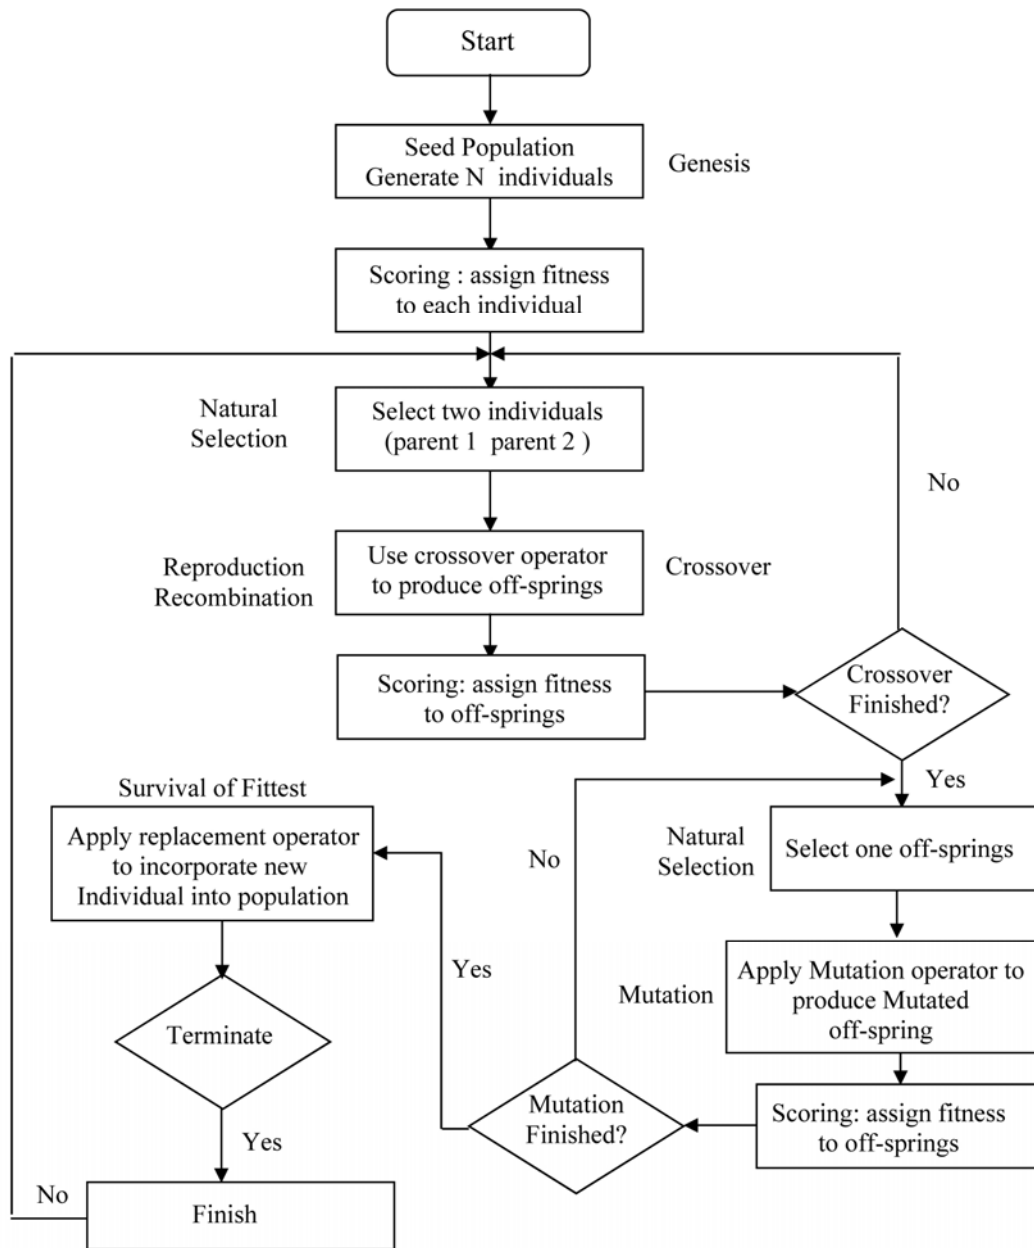 Start
Seed Population
Generate N individuals
Genesis
Scoring : assign fitness
to each individual
Natural
Selection
Select two individuals
(parent 1 parent 2 )
No
Reproduction
Recombination
Use crossover operator
to produce off-springs
Crossover
Scoring: assign fitness
to off-springs
Crossover
Finished?
Yes
Survival of Fittest
Apply replacement operator
to incorporate new
Individual into population
No
Natural
Selection
Select one off-springs
Yes
Mutation
Apply Mutation operator to
produce Mutated
off-spring
Terminate
Mutation
Finished?
Scoring: assign fitness
to off-springs
Yes
No
Finish